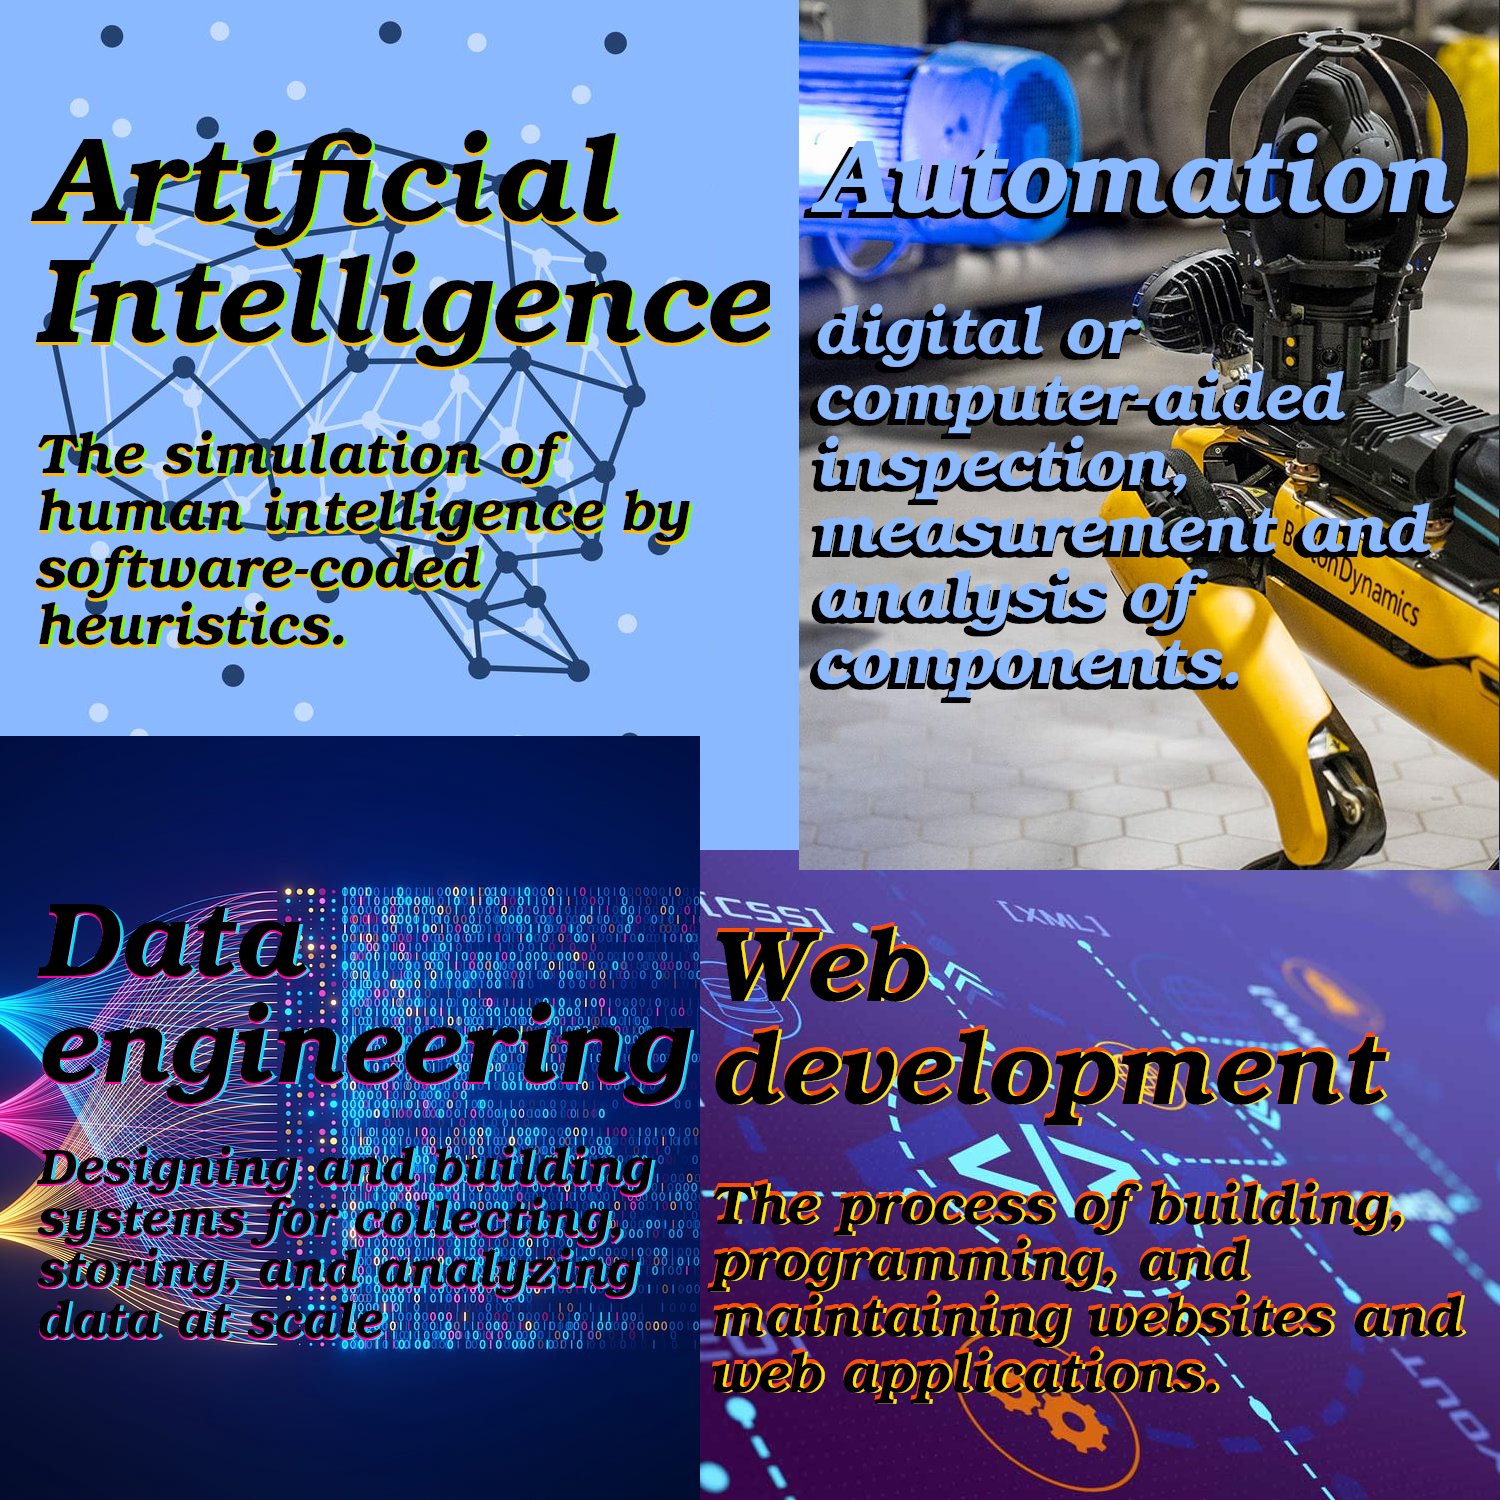 Artificial
Intelligence
The simulation of
human intelligence by
software-coded
heuristics.
Automation
digital or
computer-aided
inspection,
measurement and
analysis of
components.
Data
engineering
Designing and building
systems for collecting,
storing, and analyzing
data at scale
[CSS]
[XML]
Web
development
</>
The process of building,
programming, and
maintaining websites and
web applications.